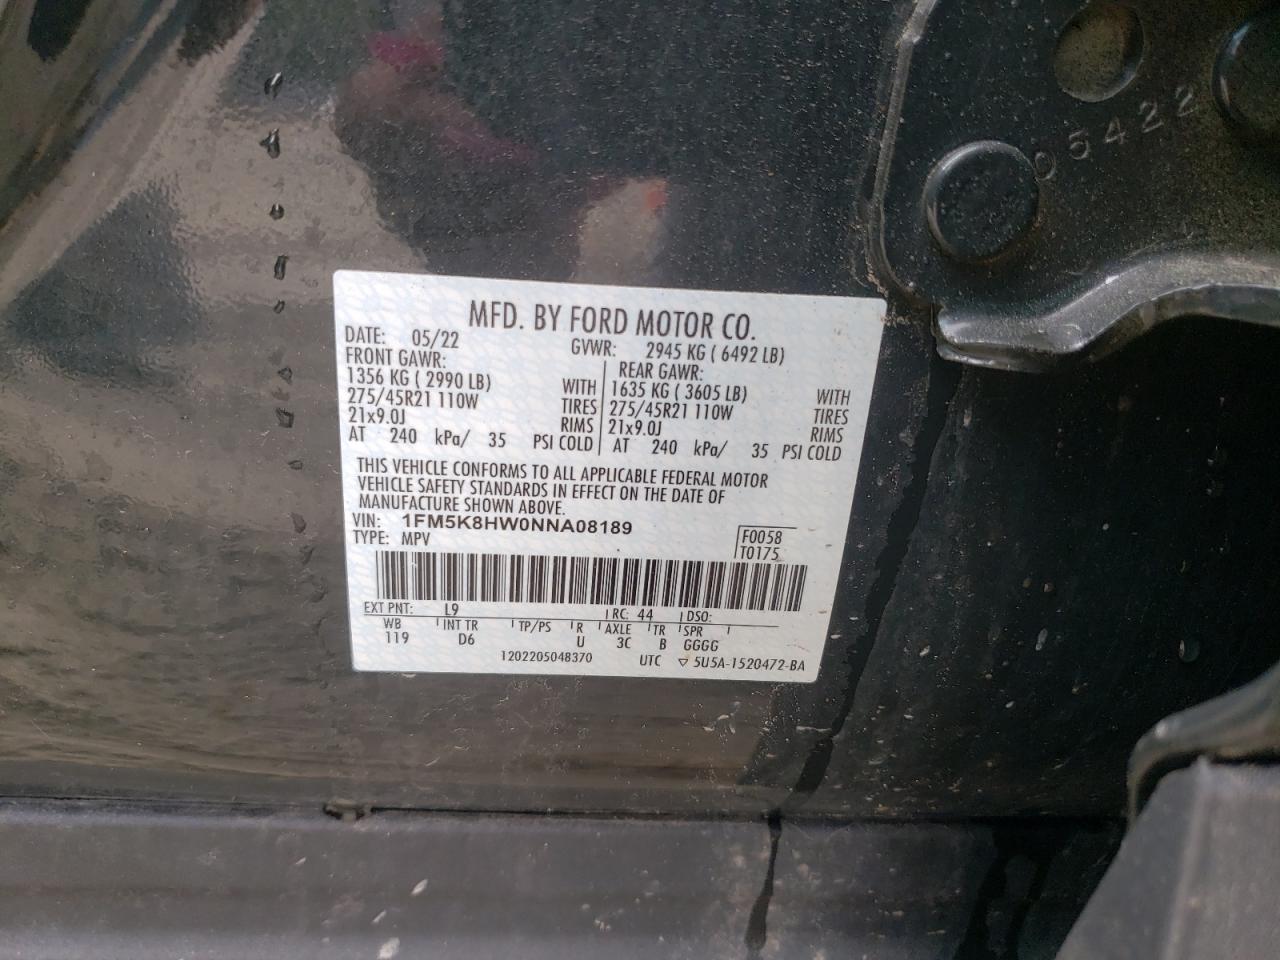 05422
MFD. BY FORD MOTOR CO.
DATE: 05/22 GVWR: 2945 KG ( 6492 LB)
FRONT GAWR: REAR GAWR:
1356 KG ( 2990 LB) WITH 1635 KG ( 3605 LB) WITH
275/45R21 110W TIRES 275/45R21 110W TIRES
21x9.0J RIMS 21x9.0J RIMS
AT 240 kPa/ 35 PSI COLD AT 240 kPa/ 35 PSI COLD
THIS VEHICLE CONFORMS TO ALL APPLICABLE FEDERAL MOTOR
VEHICLE SAFETY STANDARDS IN EFFECT ON THE DATE OF
MANUFACTURE SHOWN ABOVE.
VIN: 1FM5K8HW0NNA08189 F0058
TYPE: MPV T0175
EXT PNT: L9 RC: 44 DSO:
WB INT TR TP/PS R AXLE TR SPR
119 D6 U 3C B GGGG
1202205048370 UTC ▽ 5U5A-1520472-BA